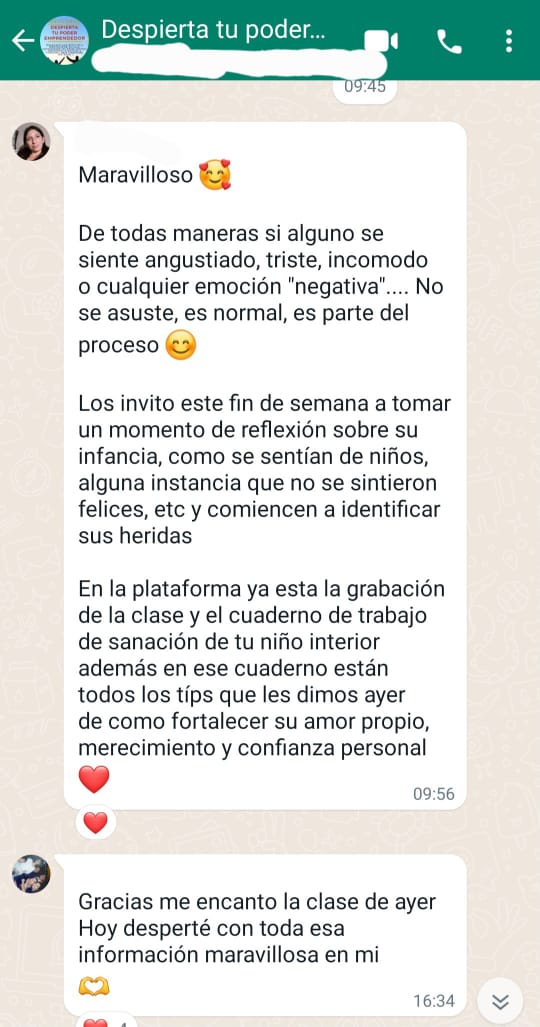 Despierta tu poder...
DESPIERTA
TU PODER
EMPRENDEDOR
09:45
Maravilloso 🥰
De todas maneras si alguno se
siente angustiado, triste, incomodo
o cualquier emoción "negativa".... No
se asuste, es normal, es parte del
proceso 😊
Los invito este fin de semana a tomar
un momento de reflexión sobre su
infancia, como se sentían de niños,
alguna instancia que no se sintieron
felices, etc y comiencen a identificar
sus heridas
En la plataforma ya esta la grabación
de la clase y el cuaderno de trabajo
de sanación de tu niño interior
además en ese cuaderno están
todos los típs que les dimos ayer
de como fortalecer su amor propio,
merecimiento y confianza personal
❤️
09:56
❤️
Gracias me encanto la clase de ayer
Hoy desperté con toda esa
información maravillosa en mi
🫶
16:34